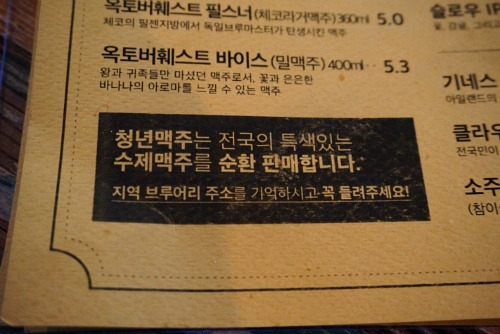 옥토버훼스트 필스너(체코라거맥주)360ml 5.0
체코의 필젠지방에서 독일브루마스터가 탄생시킨 맥주
옥토버훼스트 바이스(밀맥주)400ml·· 5.3
왕과 귀족들만 마셨던 맥주로서, 꽃과 은은한
바나나의 아로마를 느낄 수 있는 맥주
청년맥주는 전국의 특색있는
수제맥주를 순환 판매합니다.
지역 브루어리 주소를 기억하시고 꼭 들려주세요!
슬로우 IP
꽃, 감귤, 그리고
기네스
아일랜드의
클라우
전국민이
소주
(참이